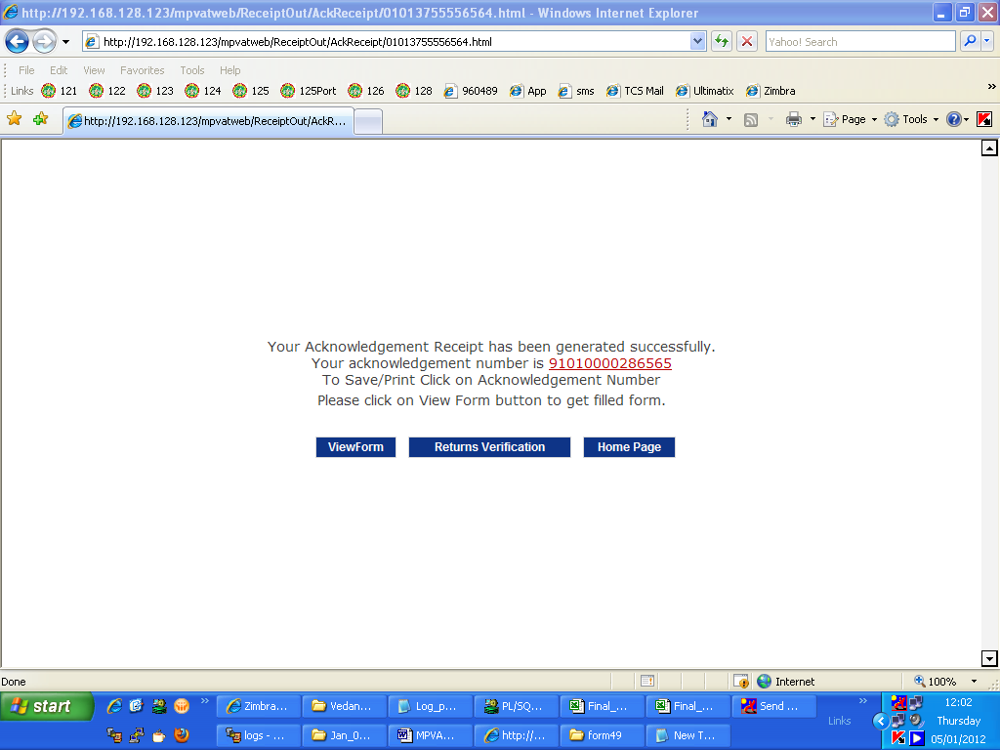 http://192.168.128.123/mpvatweb/ReceiptOut/AckReceipt/01013755556564.html - Windows Internet Explorer
http://192.168.128.123/mpvatweb/ReceiptOut/AckReceipt/01013755556564.html
Yahoo! Search
File Edit View Favorites Tools Help
Links 121 122 123 124 125 125Port 126 128 960489 App sms TCS Mail Ultimatix Zimbra »
http://192.168.128.123/mpvatweb/ReceiptOut/AckR...
Page Tools
Your Acknowledgement Receipt has been generated successfully.
Your acknowledgement number is 91010000286565
To Save/Print Click on Acknowledgement Number
Please click on View Form button to get filled form.
ViewForm Returns Verification Home Page
Done Internet 100%
start » Zimbra... Vedan... Log_p... PL/SQ... Final_... Final_... Send ... » 12:02
Links Thursday
logs - ... Jan_0... MPVA... http://... form49 New T... 05/01/2012